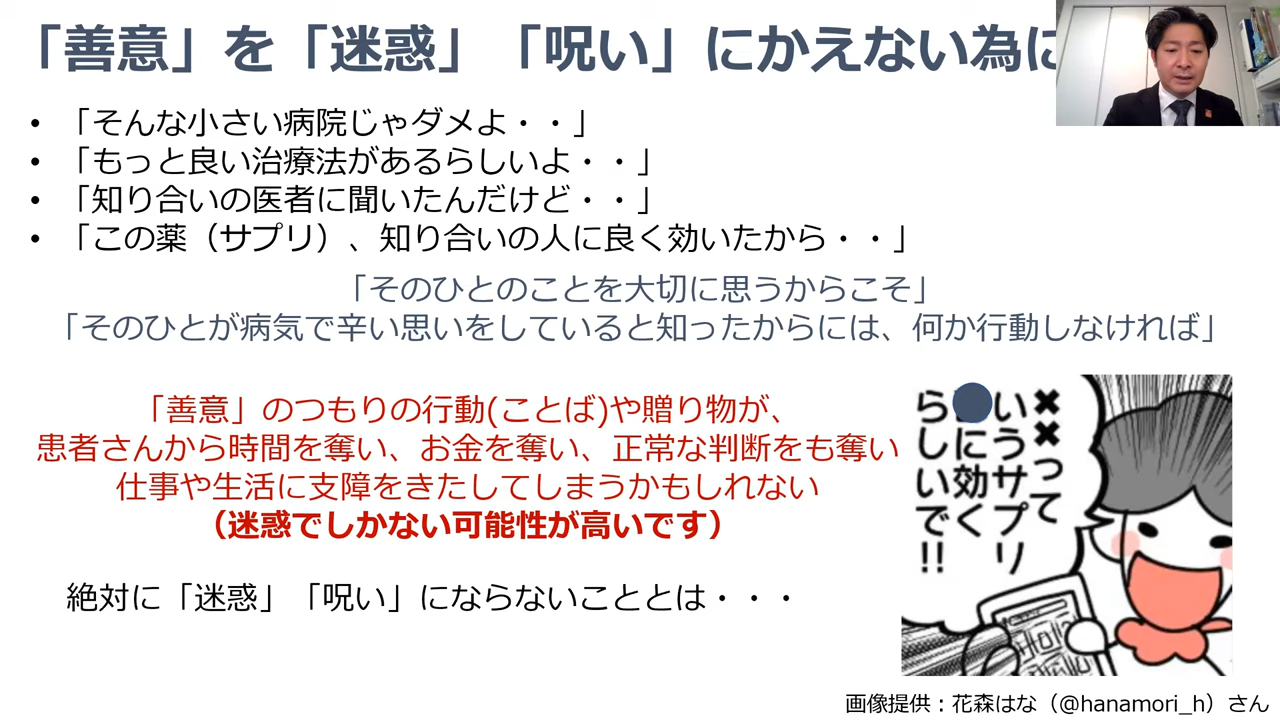 「善意」を「迷惑」「呪い」にかえない為に
・「そんな小さい病院じゃダメよ・・」
・「もっと良い治療法があるらしいよ・・」
・「知り合いの医者に聞いたんだけど・・」
・「この薬（サプリ）、知り合いの人に良く効いたから・・」
「そのひとのことを大切に思うからこそ」
「そのひとが病気で辛い思いをしていると知ったからには、何か行動しなければ」
「善意」のつもりの行動(ことば)や贈り物が、
患者さんから時間を奪い、お金を奪い、正常な判断をも奪い
仕事や生活に支障をきたしてしまうかもしれない
（迷惑でしかない可能性が高いです）
絶対に「迷惑」「呪い」にならないこととは・・・
✖✖って
いうサプリ
に効く
らしいで!!
画像提供：花森はな（@hanamori_h）さん